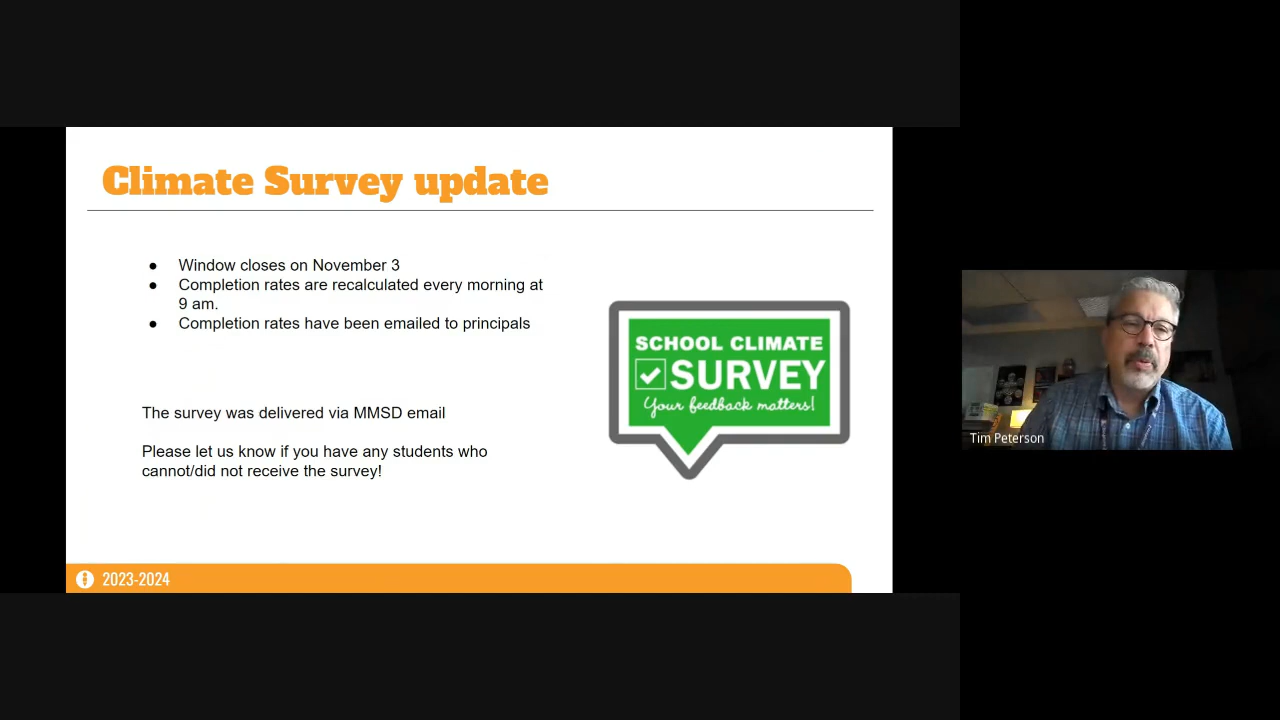 Climate Survey update
● Window closes on November 3
● Completion rates are recalculated every morning at
9 am.
● Completion rates have been emailed to principals
SCHOOL CLIMATE
SURVEY
Your feedback matters!
The survey was delivered via MMSD email
Please let us know if you have any students who
cannot/did not receive the survey!
2023-2024
Tim Peterson